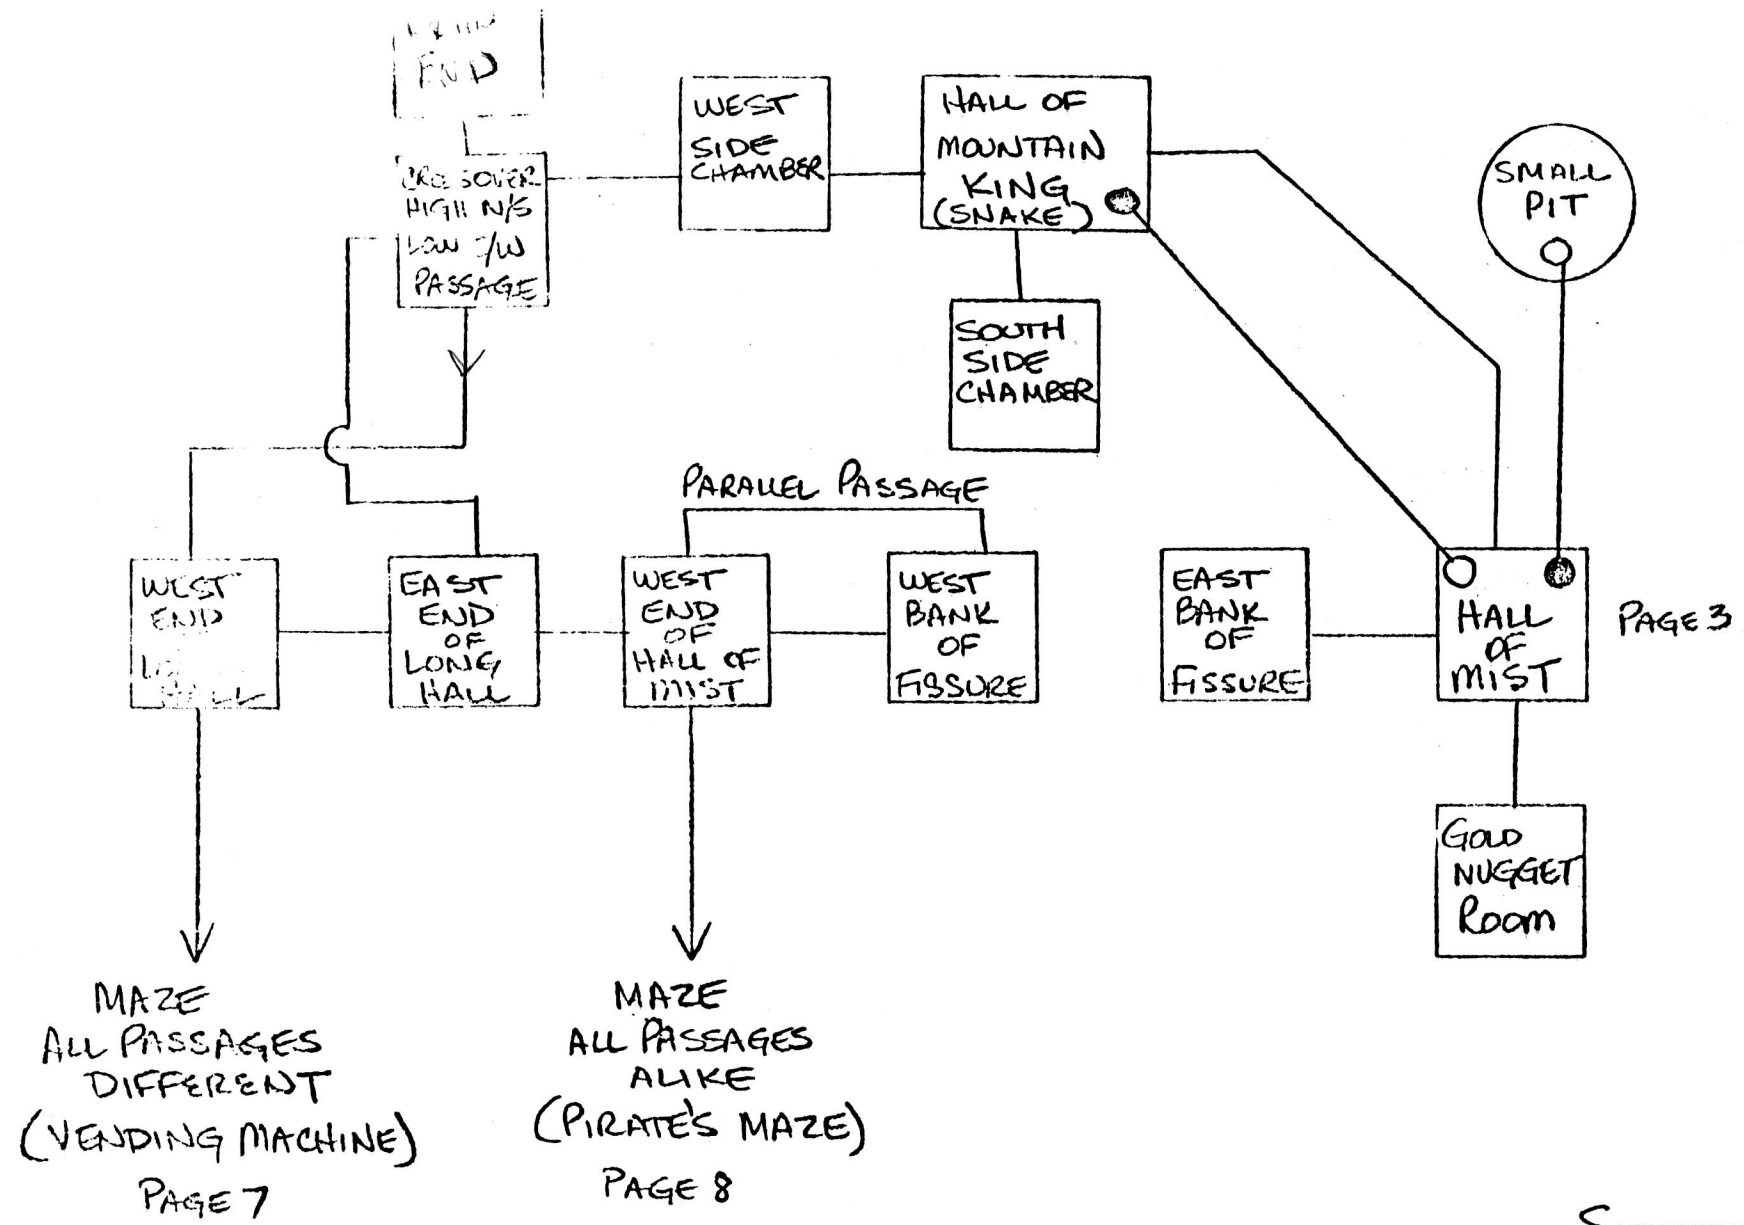 END
CROSSOVER
HIGH N/S
LOW E/W
PASSAGE
WEST
SIDE
CHAMBER
HALL OF
MOUNTAIN
KING
(SNAKE)
SMALL
PIT
SOUTH
SIDE
CHAMBER
PARALLEL PASSAGE
WEST
END
HALL
EAST
END
OF
LONG
HALL
WEST
END
OF
HALL OF
MIST
WEST
BANK
OF
FISSURE
EAST
BANK
OF
FISSURE
HALL
OF
MIST
PAGE 3
GOLD
NUGGET
ROOM
MAZE
ALL PASSAGES
DIFFERENT
(VENDING MACHINE)
PAGE 7
MAZE
ALL PASSAGES
ALIKE
(PIRATE'S MAZE)
PAGE 8